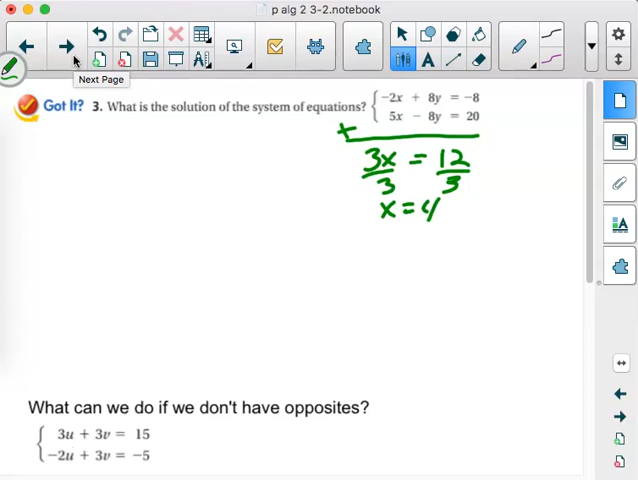 p alg 2 3-2.notebook
Next Page
Got It? 3. What is the solution of the system of equations?
−2x + 8y = −8
5x − 8y = 20
+
3x = 12
3 3
x = 4
What can we do if we don't have opposites?
3u + 3v = 15
−2u + 3v = −5